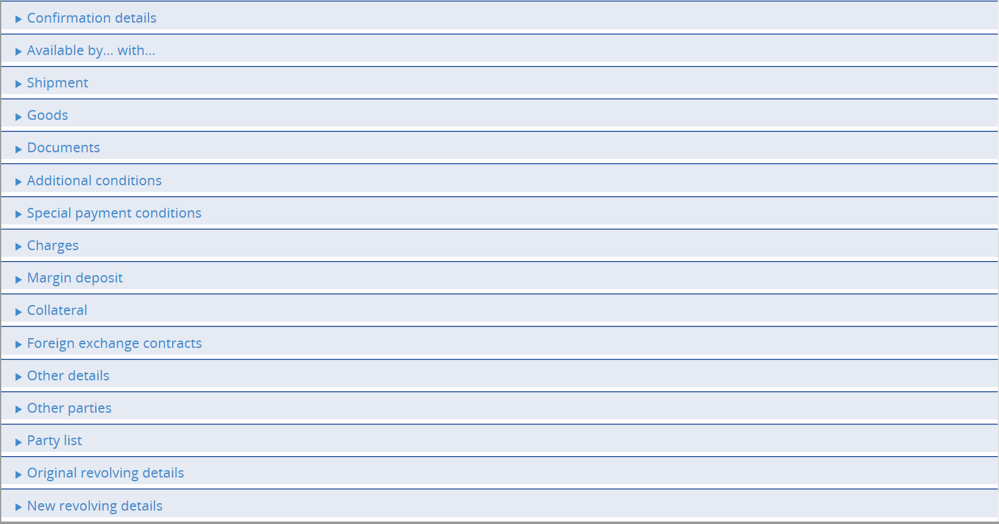 Confirmation details
Available by... with...
Shipment
Goods
Documents
Additional conditions
Special payment conditions
Charges
Margin deposit
Collateral
Foreign exchange contracts
Other details
Other parties
Party list
Original revolving details
New revolving details